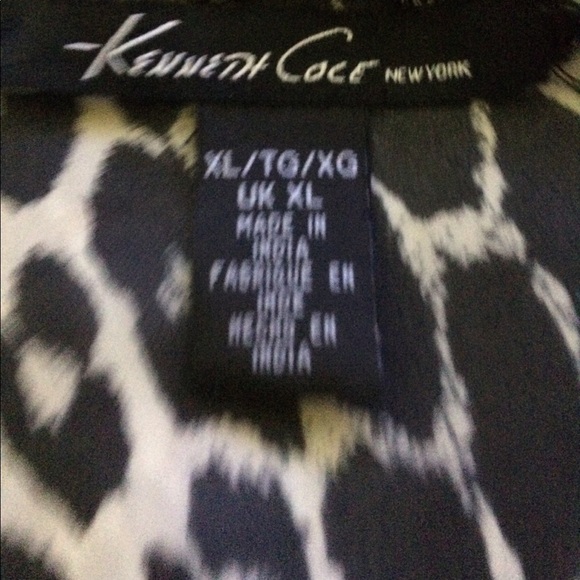 Kenneth Cole NEW YORK
XL/TG/XG
UK XL
MADE IN
INDIA
FABRIQUE EN
INDE
HECHO EN
INDIA